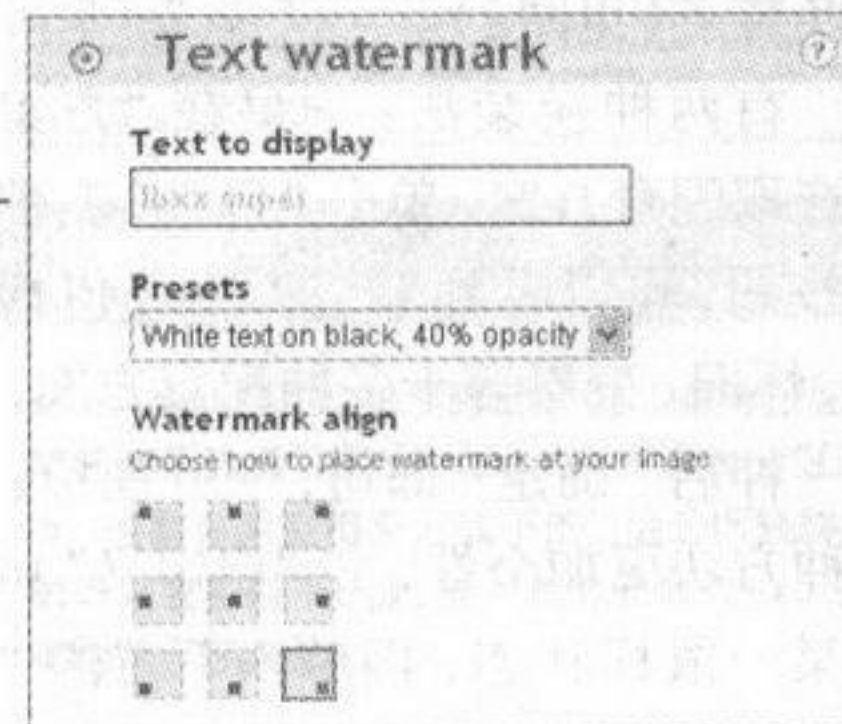 Text watermark ?
Text to display
Presets
White text on black, 40% opacity
Watermark align
Choose how to place watermark at your image